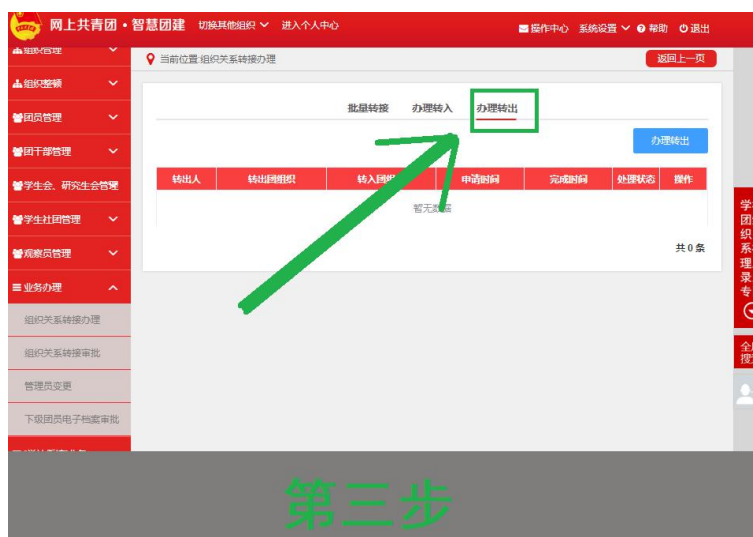 网上共青团·智慧团建 切换其他组织 进入个人中心 操作中心 系统设置 帮助 退出
组织管理
当前位置:组织关系转接办理 返回上一页
组织整顿
批量转接 办理转入 办理转出
团员管理
办理转出
团干部管理
转出人 转出团组织 转入团组织 申请时间 完成时间 处理状态 操作
学生会、研究生会管理
暂无数据
学生社团管理
共 0 条
观察员管理
业务办理
组织关系转接办理
组织关系转接审批
管理员变更
下级团员电子档案审批
第三步